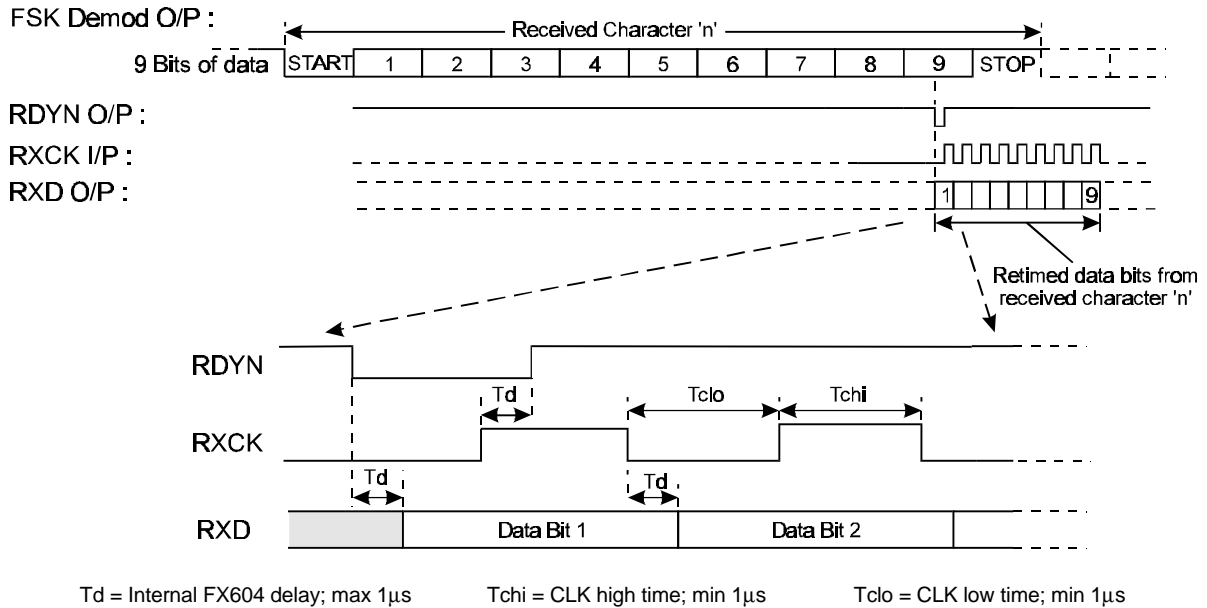 FSK Demod O/P :
Received Character 'n'
9 Bits of data START 1 2 3 4 5 6 7 8 9 STOP
RDYN O/P :
RXCK I/P :
RXD O/P :
1 9
Retimed data bits from
received character 'n'
RDYN
Td Tclo Tchi
RXCK
Td Td
RXD Data Bit 1 Data Bit 2
Td = Internal FX604 delay; max 1µs Tchi = CLK high time; min 1µs Tclo = CLK low time; min 1µs